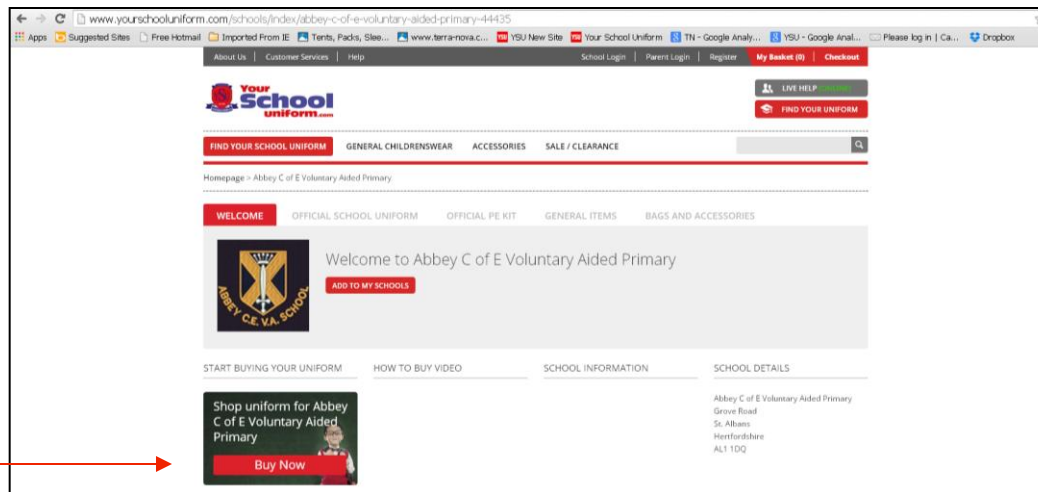 www.yourschooluniform.com/schools/index/abbey-c-of-e-voluntary-aided-primary-44435
Apps Suggested Sites Free Hotmail Imported From IE Tents, Packs, Slee... www.terra-nova.c... YSU New Site Your School Uniform TN - Google Analy... YSU - Google Anal... Please log in | Ca... Dropbox
About Us | Customer Services | Help School Login | Parent Login | Register My Basket (0) | Checkout
Your
School
uniform.com
LIVE HELP
FIND YOUR UNIFORM
FIND YOUR SCHOOL UNIFORM GENERAL CHILDRENSWEAR ACCESSORIES SALE / CLEARANCE
Homepage > Abbey C of E Voluntary Aided Primary
WELCOME OFFICIAL SCHOOL UNIFORM OFFICIAL PE KIT GENERAL ITEMS BAGS AND ACCESSORIES
Welcome to Abbey C of E Voluntary Aided Primary
ADD TO MY SCHOOLS
ABBEY C.E. V.A. SCHOOL
START BUYING YOUR UNIFORM HOW TO BUY VIDEO SCHOOL INFORMATION SCHOOL DETAILS
Shop uniform for Abbey
C of E Voluntary Aided
Primary
Buy Now
Abbey C of E Voluntary Aided Primary
Grove Road
St. Albans
Hertfordshire
AL1 1DQ